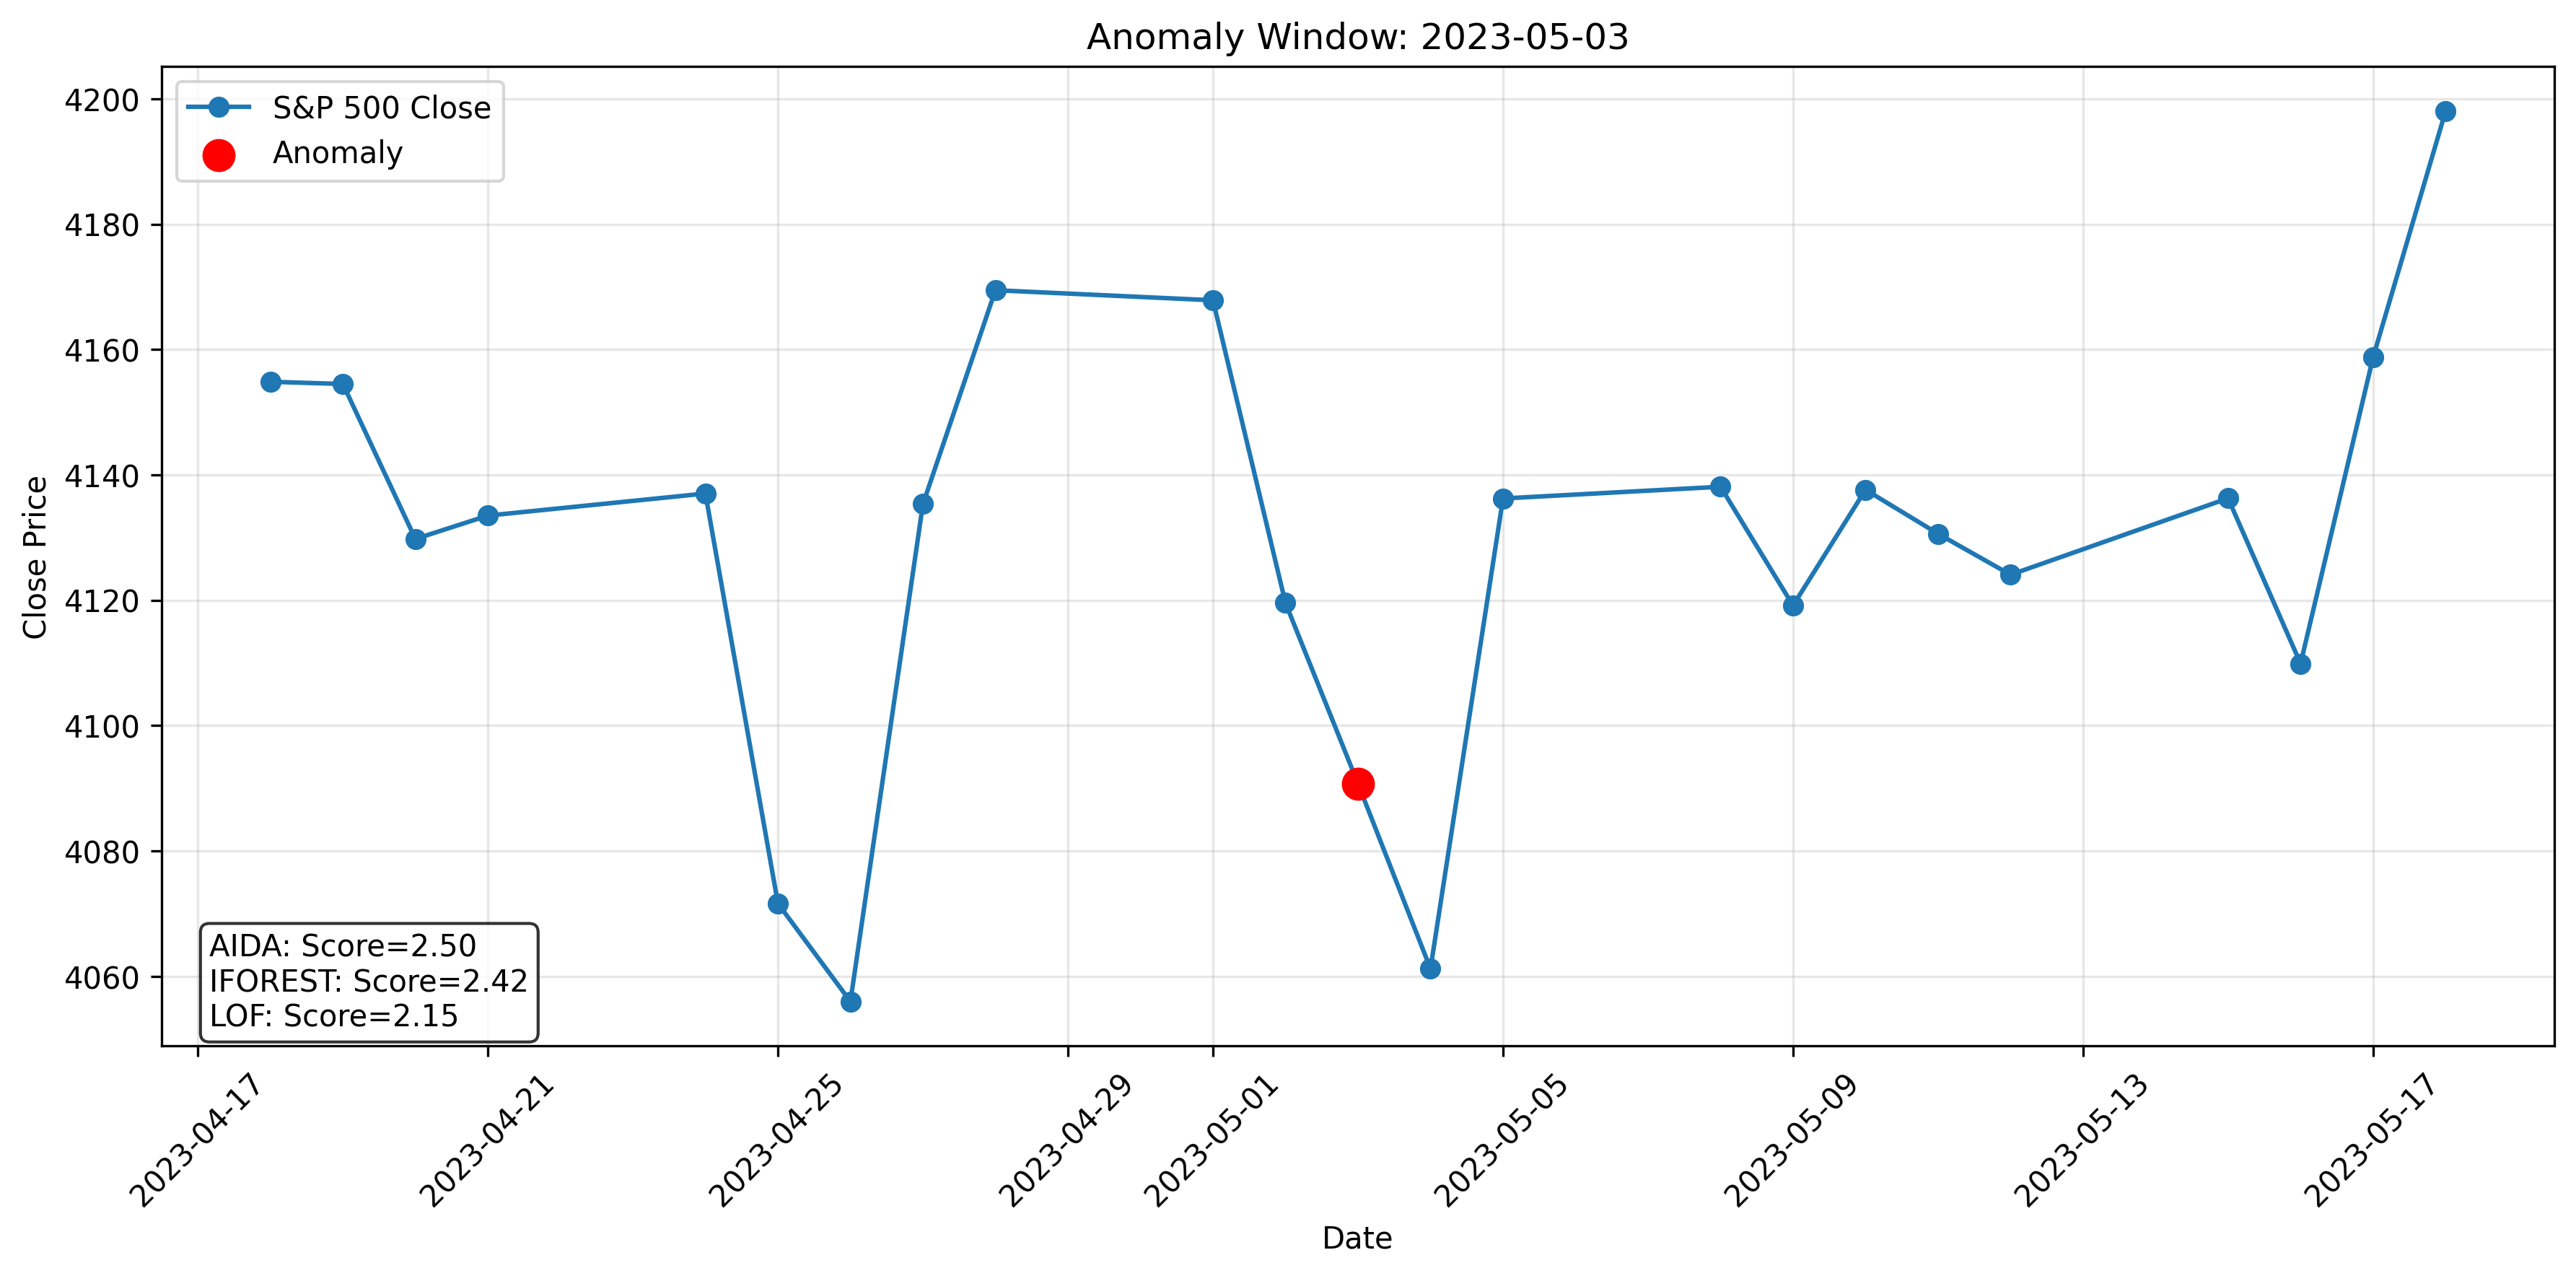 Anomaly Window: 2023-05-03
S&P 500 Close
Anomaly
4200
4180
4160
4140
4120
4100
4080
4060
Close Price
AIDA: Score=2.50
IFOREST: Score=2.42
LOF: Score=2.15
2023-04-17
2023-04-21
2023-04-25
2023-04-29
2023-05-01
2023-05-05
2023-05-09
2023-05-13
2023-05-17
Date